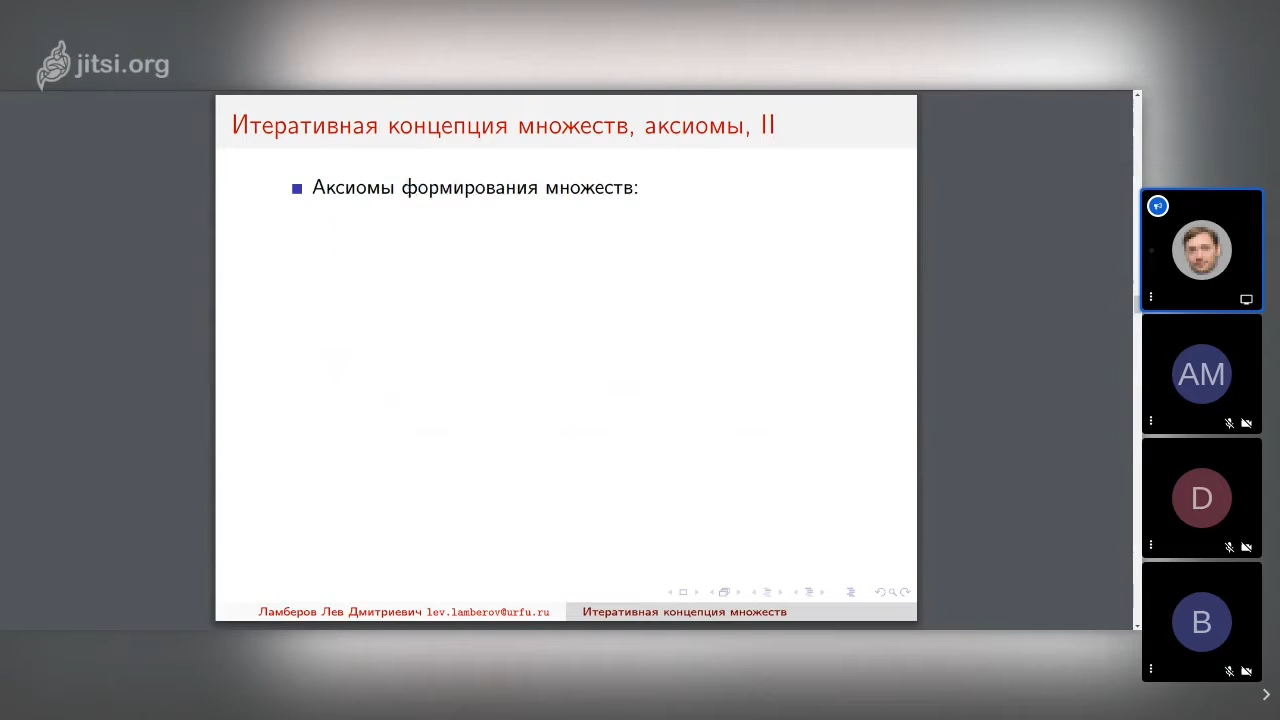 jitsi.org
Итеративная концепция множеств, аксиомы, II
Аксиомы формирования множеств:
AM
D
B
Ламберов Лев Дмитриевич lev.lamberov@urfu.ru
Итеративная концепция множеств